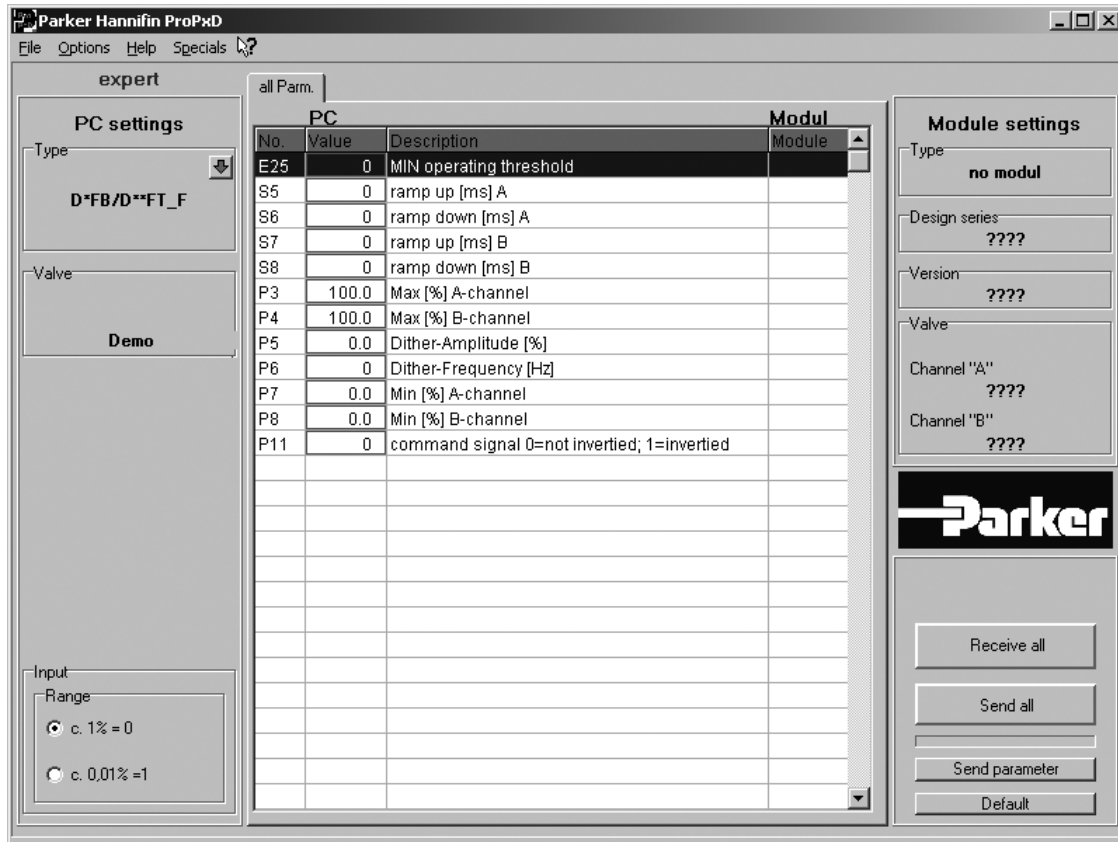 Parker Hannifin ProPxD
File Options Help Specials
expert
PC settings
Type
D*FB/D**FT_F
Valve
Demo
Input
Range
c. 1% = 0
c. 0,01% =1
all Parm.
PC Modul
No. Value Description Module
E25 0 MIN operating threshold
S5 0 ramp up [ms] A
S6 0 ramp down [ms] A
S7 0 ramp up [ms] B
S8 0 ramp down [ms] B
P3 100.0 Max [%] A-channel
P4 100.0 Max [%] B-channel
P5 0.0 Dither-Amplitude [%]
P6 0 Dither-Frequency [Hz]
P7 0.0 Min [%] A-channel
P8 0.0 Min [%] B-channel
P11 0 command signal 0=not invertied; 1=invertied
Module settings
Type
no modul
Design series
????
Version
????
Valve
Channel "A"
????
Channel "B"
????
Parker
Receive all
Send all
Send parameter
Default